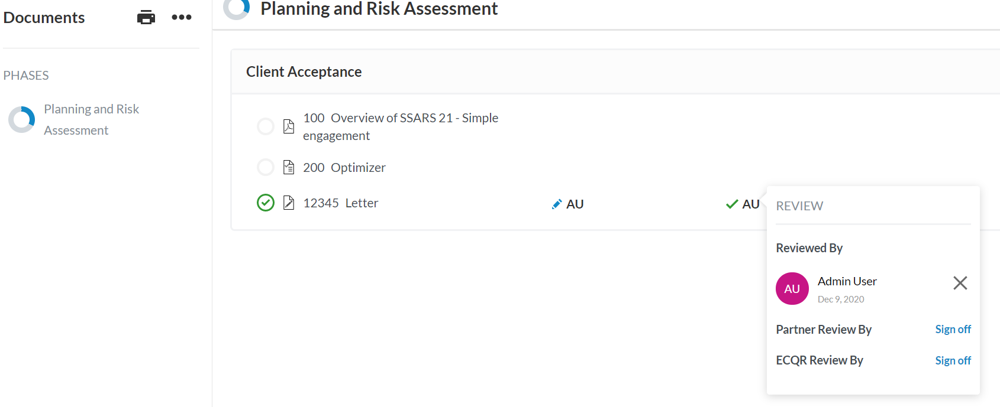 Documents
Planning and Risk Assessment
PHASES
Planning and Risk
Assessment
Client Acceptance
100 Overview of SSARS 21 - Simple
engagement
200 Optimizer
12345 Letter
AU
AU
REVIEW
Reviewed By
AU
Admin User
Dec 9, 2020
Partner Review By
Sign off
ECQR Review By
Sign off